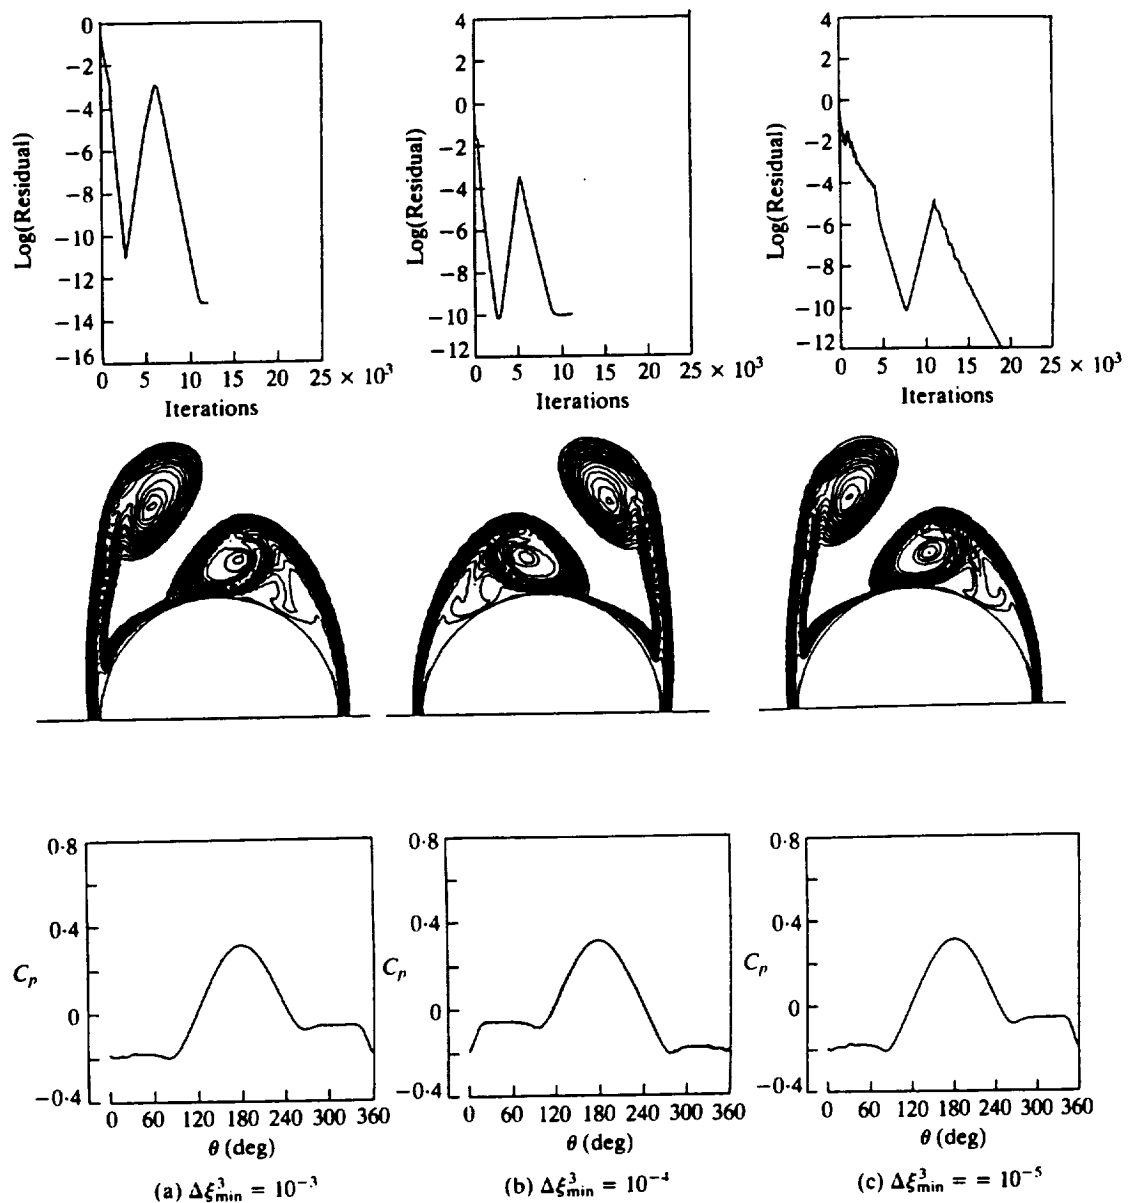 0
−2
−4
−6
−8
−10
−12
−14
−16
Log(Residual)
0 5 10 15 20 25 × 10³
Iterations
4
2
0
−2
−4
−6
−8
−10
−12
Log(Residual)
0 5 10 15 20 25 × 10³
Iterations
4
2
0
−2
−4
−6
−8
−10
−12
Log(Residual)
0 5 10 15 20 25 × 10³
Iterations
0·8
0·4
0
−0·4
Cₚ
0 60 120 180 240 300 360
θ (deg)
(a) Δξ³min = 10⁻³
0·8
0·4
0
−0·4
Cₚ
0 60 120 180 240 300 360
θ (deg)
(b) Δξ³min = 10⁻⁴
0·8
0·4
0
−0·4
Cₚ
0 60 120 180 240 300 360
θ (deg)
(c) Δξ³min = = 10⁻⁵